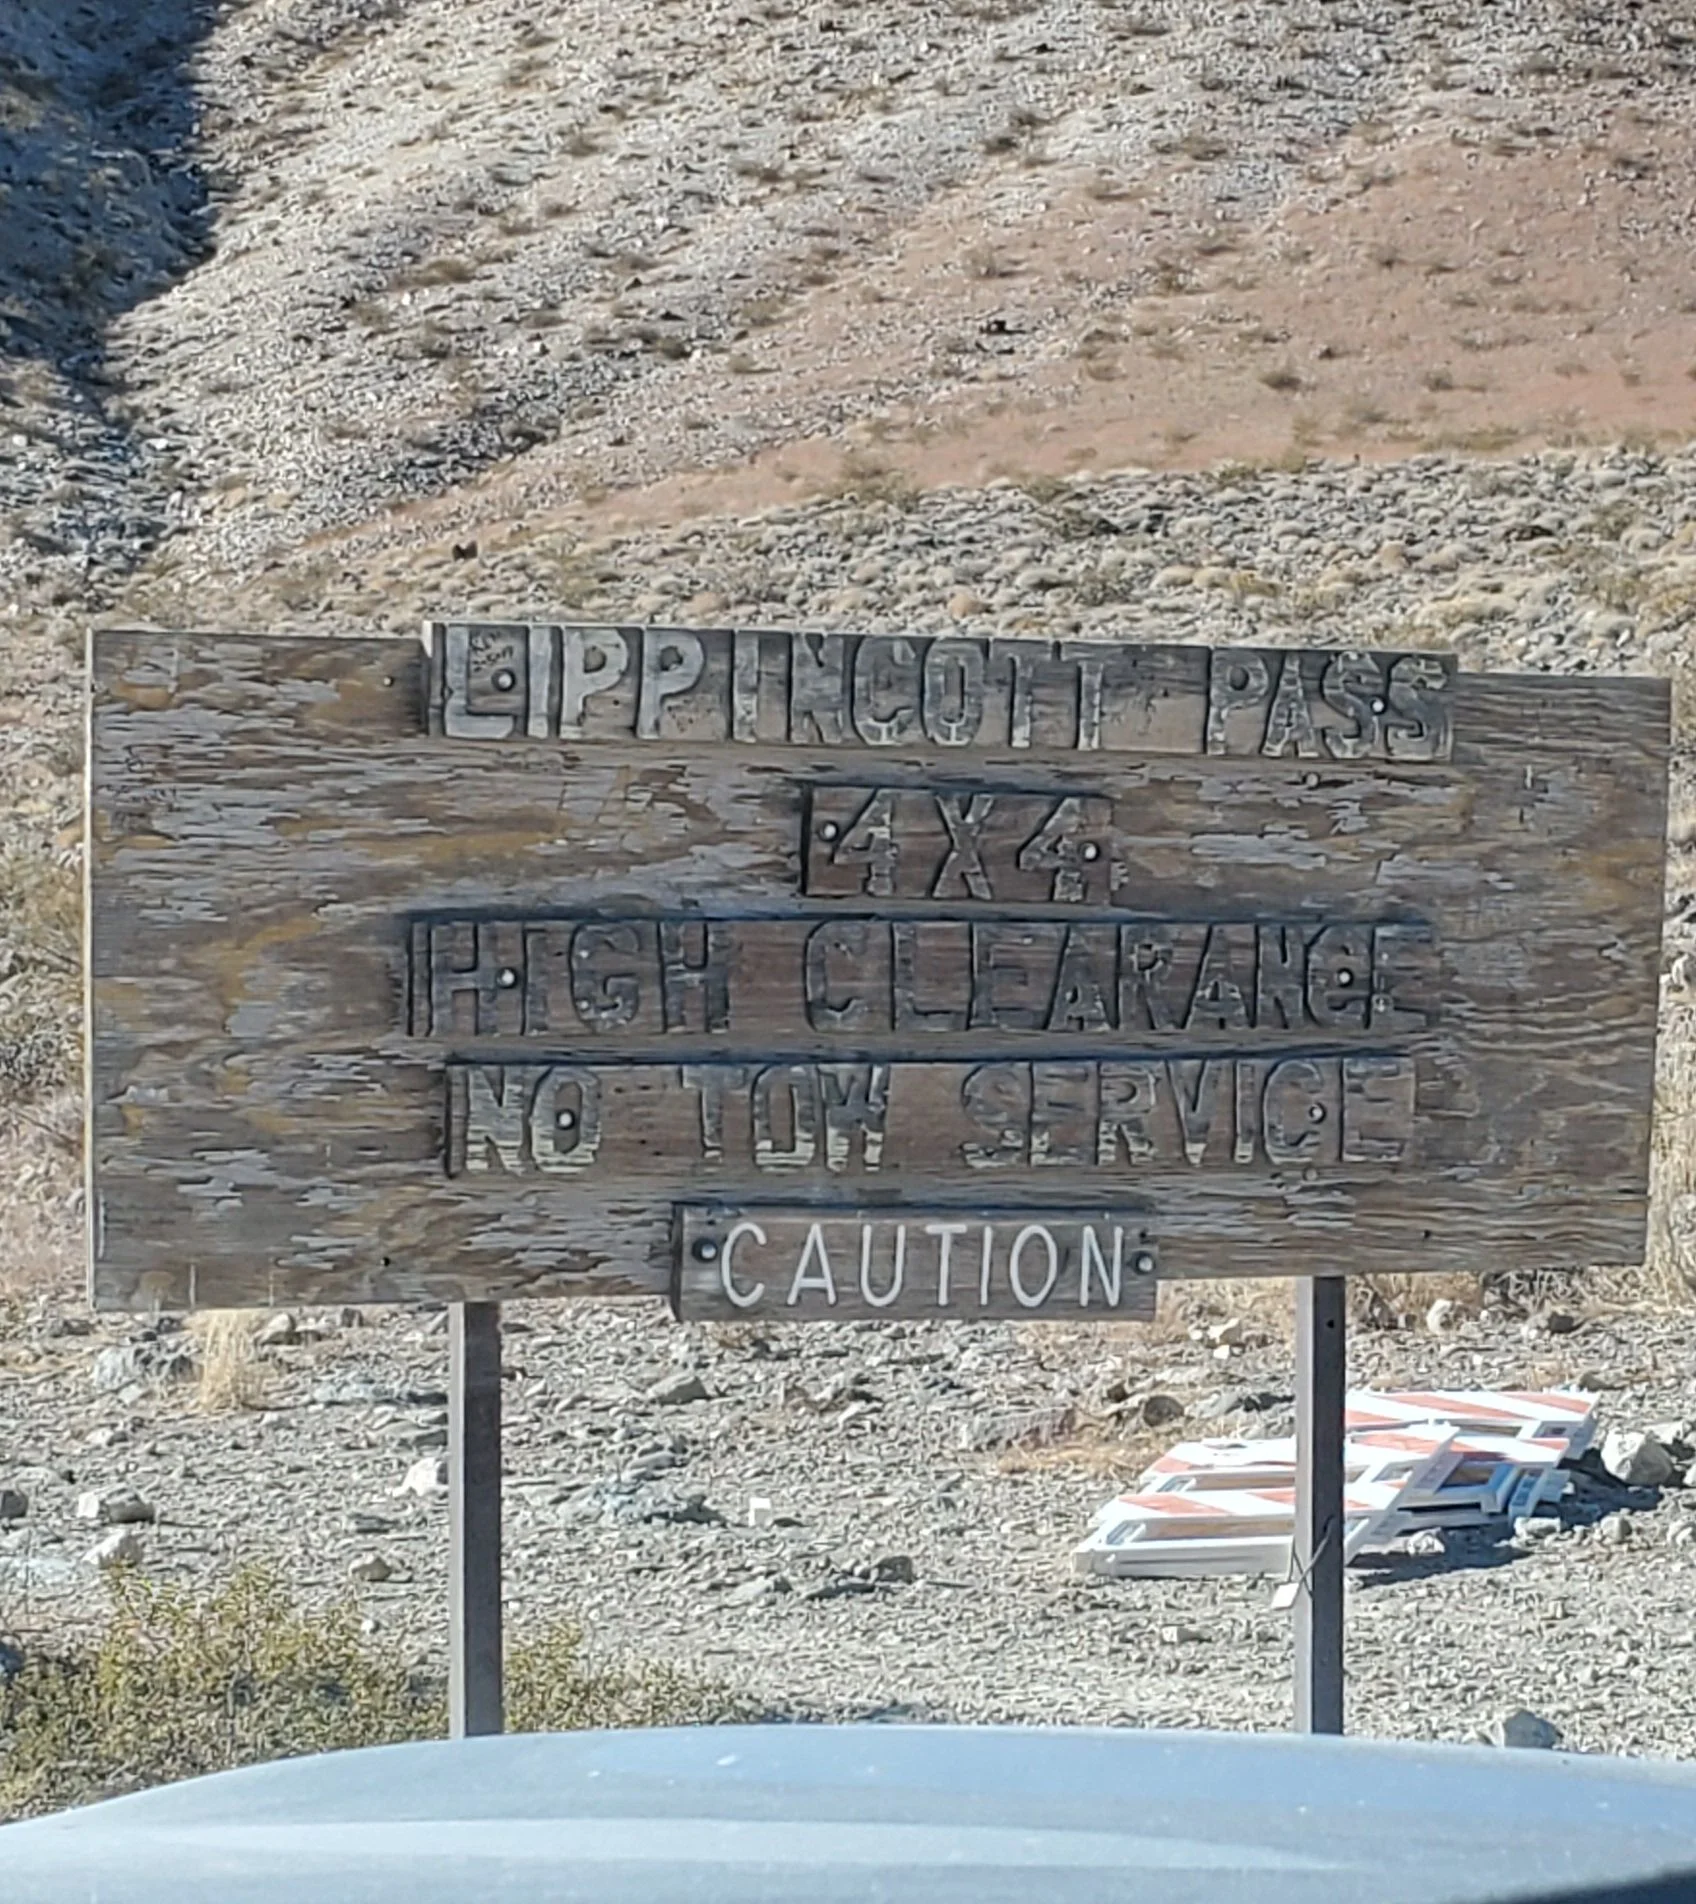 LIPPINCOTT PASS
4X4
HIGH CLEARANCE
NO TOW SERVICE
CAUTION